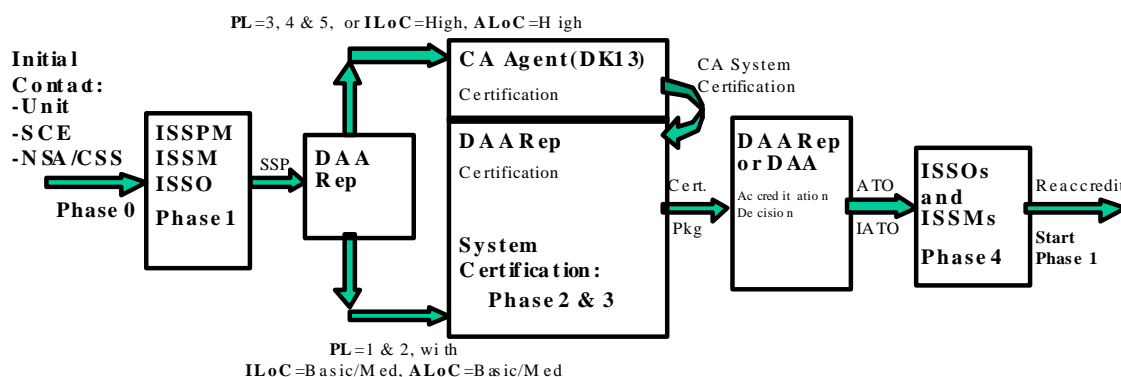 PL=3, 4 & 5, or ILoC=High, ALoC=High
Initial
Contact:
-Unit
-SCE
-NSA/CSS
Phase 0
ISSPM
ISSM
ISSO
Phase 1
SSP
DAA
Rep
CA Agent (DK13)
Certification
CA System
Certification
DAA Rep
Certification
System
Certification:
Phase 2 & 3
Cert.
Pkg
DAA Rep
or DAA
Accreditation
Decision
ATO
IATO
ISSOs
and
ISSMs
Phase 4
Reaccredit
Start
Phase 1
PL=1 & 2, with
ILoC=Basic/Med, ALoC=Basic/Med